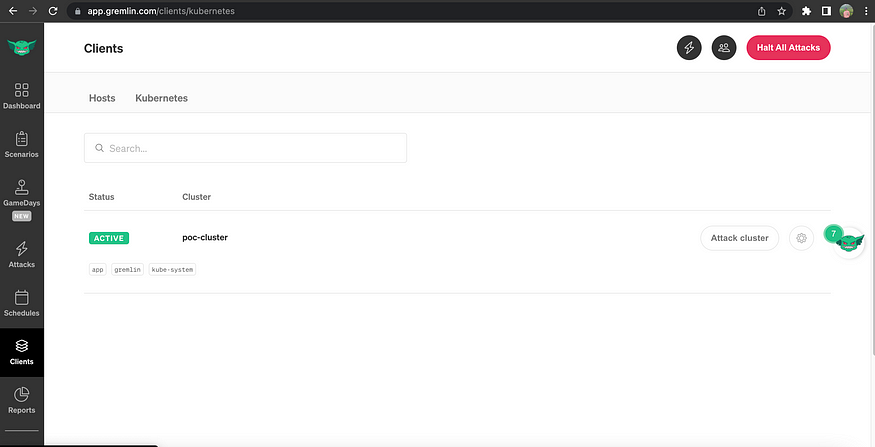 app.gremlin.com/clients/kubernetes
Clients
Halt All Attacks
Dashboard
Scenarios
GameDays
NEW
Attacks
Schedules
Clients
Reports
Hosts Kubernetes
Search...
Status Cluster
ACTIVE poc-cluster Attack cluster 7
app gremlin kube-system